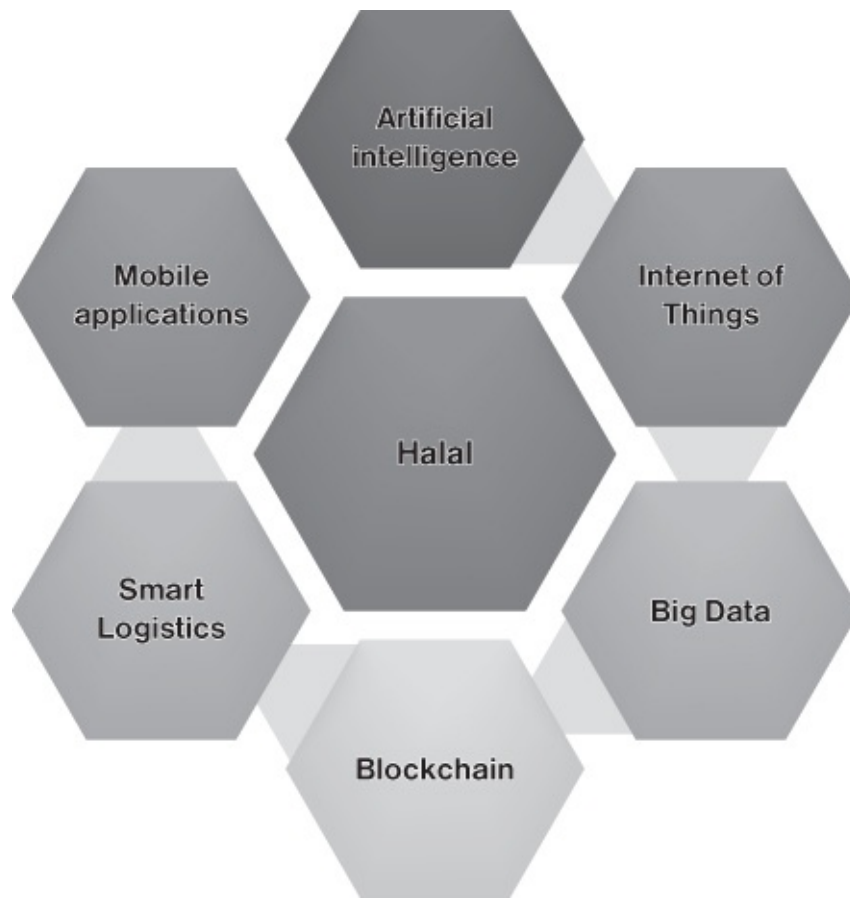 Artificial
intelligence
Mobile
applications
Internet of
Things
Halal
Smart
Logistics
Big Data
Blockchain